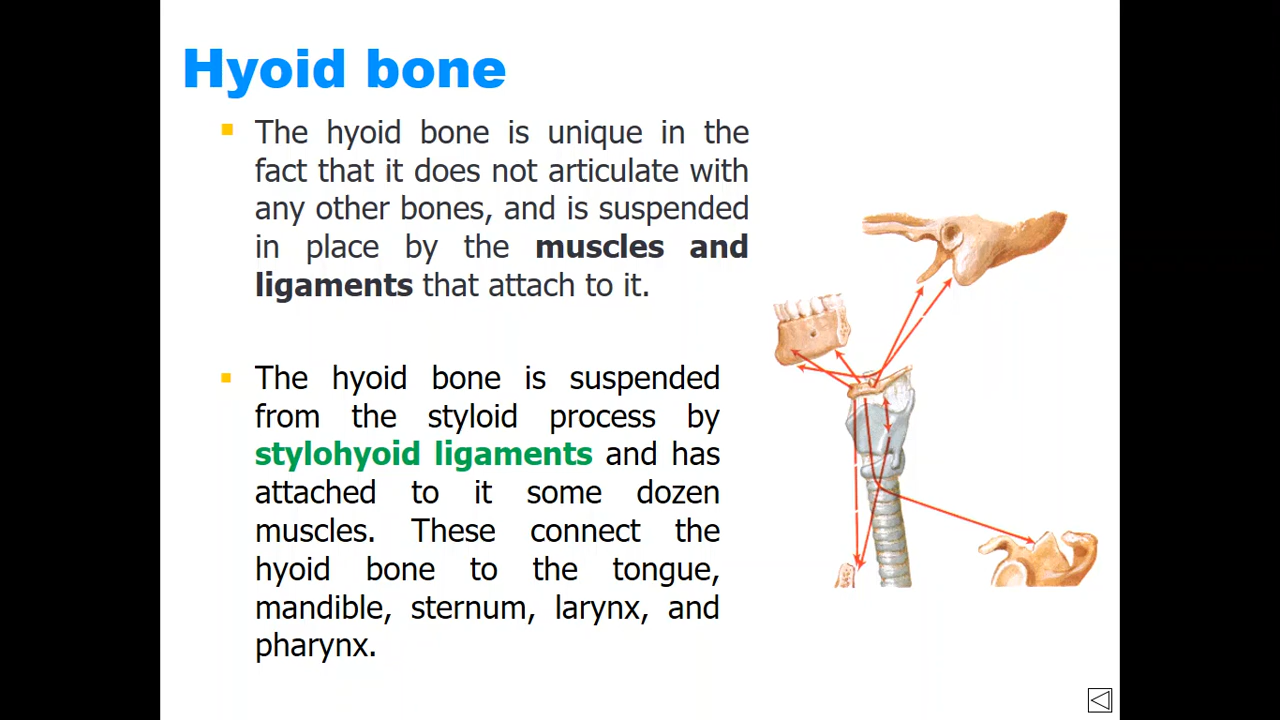 Hyoid bone
The hyoid bone is unique in the
fact that it does not articulate with
any other bones, and is suspended
in place by the muscles and
ligaments that attach to it.
The hyoid bone is suspended
from the styloid process by
stylohyoid ligaments and has
attached to it some dozen
muscles. These connect the
hyoid bone to the tongue,
mandible, sternum, larynx, and
pharynx.